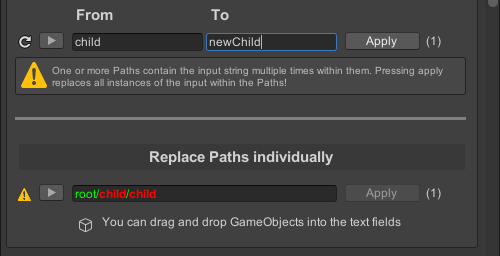 From To
child newChild Apply (1)
One or more Paths contain the input string multiple times within them. Pressing apply
replaces all instances of the input within the Paths!
Replace Paths individually
root/child/child Apply (1)
You can drag and drop GameObjects into the text fields